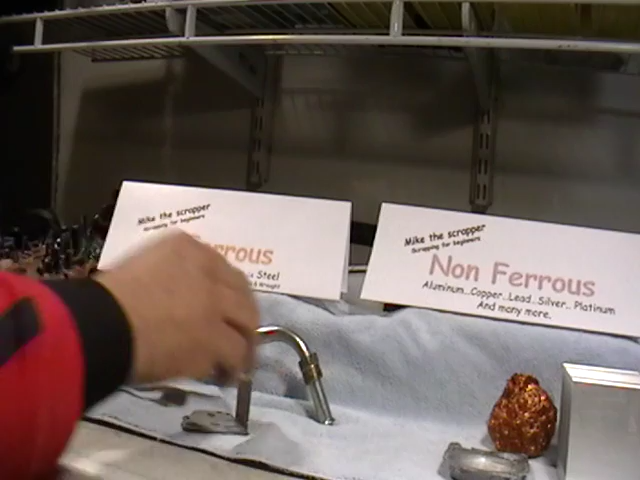 Mike the scrapper
Scrapping for beginners
Ferrous
Steel
Mike the scrapper
Scrapping for beginners
Non Ferrous
Aluminum..Copper..Lead..Silver.. Platinum
And many more.